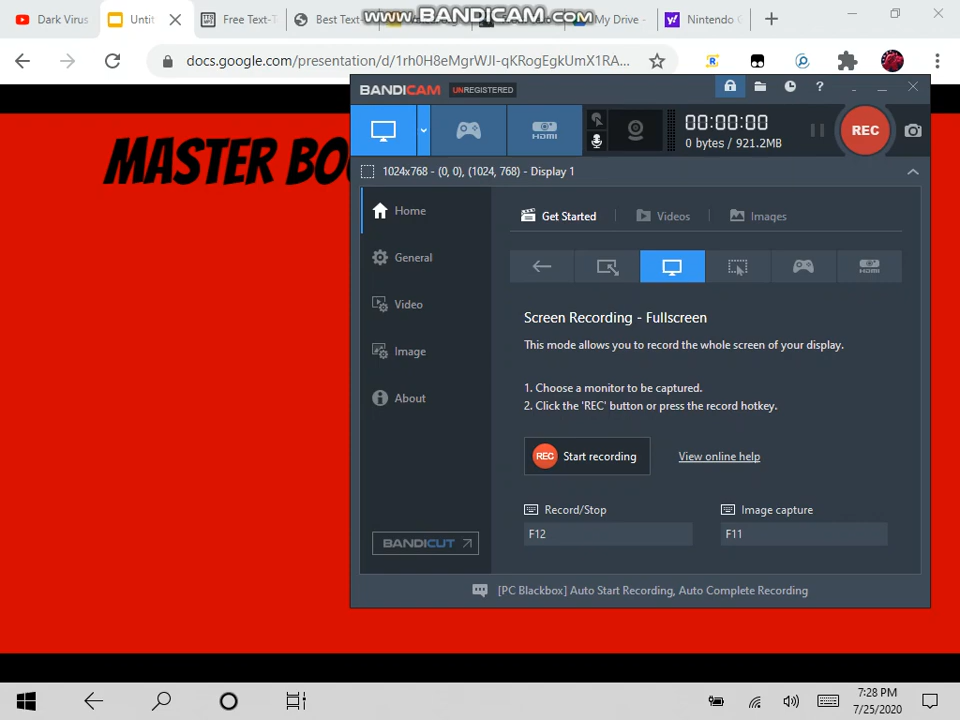 Dark Virus
Untit
Free Text-T
Best Text-
My Drive -
Nintendo
www.BANDICAM.com
docs.google.com/presentation/d/1rh0H8eMgrWJI-qKRogEgkUmX1RA...
MASTER BO
BANDICAM UNREGISTERED
00:00:00
0 bytes / 921.2MB
REC
HDMI
1024x768 - (0, 0), (1024, 768) - Display 1
Home
General
Video
Image
About
BANDICUT
Get Started
Videos
Images
HDMI
Screen Recording - Fullscreen
This mode allows you to record the whole screen of your display.
1. Choose a monitor to be captured.
2. Click the 'REC' button or press the record hotkey.
REC Start recording
View online help
Record/Stop
Image capture
F12
F11
[PC Blackbox] Auto Start Recording, Auto Complete Recording
7:28 PM
7/25/2020